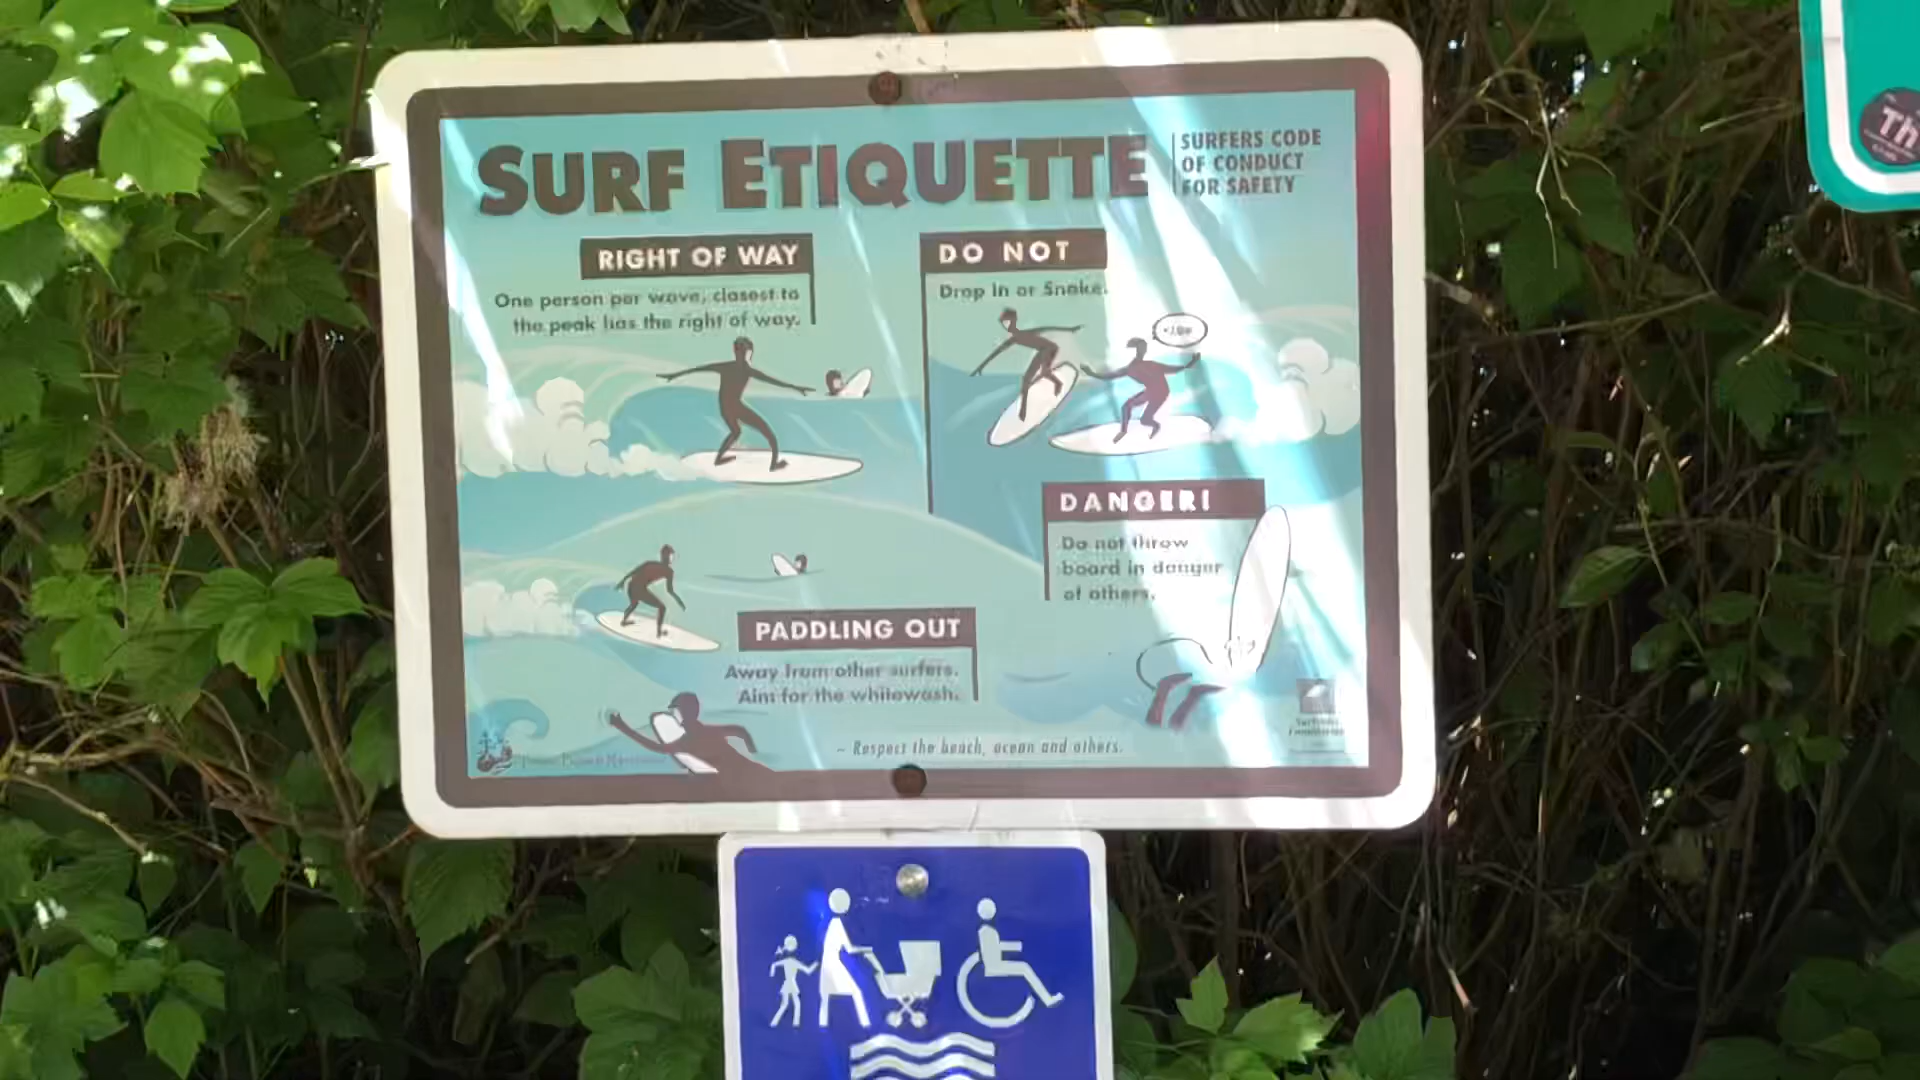 SURF ETIQUETTE
SURFERS CODE
OF CONDUCT
FOR SAFETY
RIGHT OF WAY
One person per wave, closest to
the peak has the right of way.
DO NOT
Drop In or Snake.
DANGER!
Do not throw
board in danger
of others.
PADDLING OUT
Away from other surfers.
Aim for the whitewash.
~ Respect the beach, ocean and others.
Th